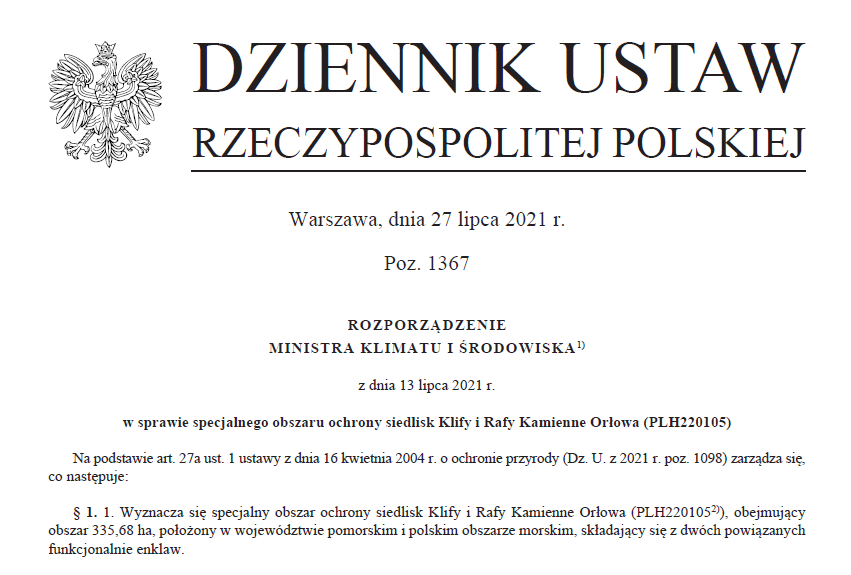 DZIENNIK USTAW
RZECZYPOSPOLITEJ POLSKIEJ
Warszawa, dnia 27 lipca 2021 r.
Poz. 1367
ROZPORZĄDZENIE
MINISTRA KLIMATU I ŚRODOWISKA1)
z dnia 13 lipca 2021 r.
w sprawie specjalnego obszaru ochrony siedlisk Klify i Rafy Kamienne Orłowa (PLH220105)
Na podstawie art. 27a ust. 1 ustawy z dnia 16 kwietnia 2004 r. o ochronie przyrody (Dz. U. z 2021 r. poz. 1098) zarządza się,
co następuje:
§ 1. 1. Wyznacza się specjalny obszar ochrony siedlisk Klify i Rafy Kamienne Orłowa (PLH2201052)), obejmujący
obszar 335,68 ha, położony w województwie pomorskim i polskim obszarze morskim, składający się z dwóch powiązanych
funkcjonalnie enklaw.